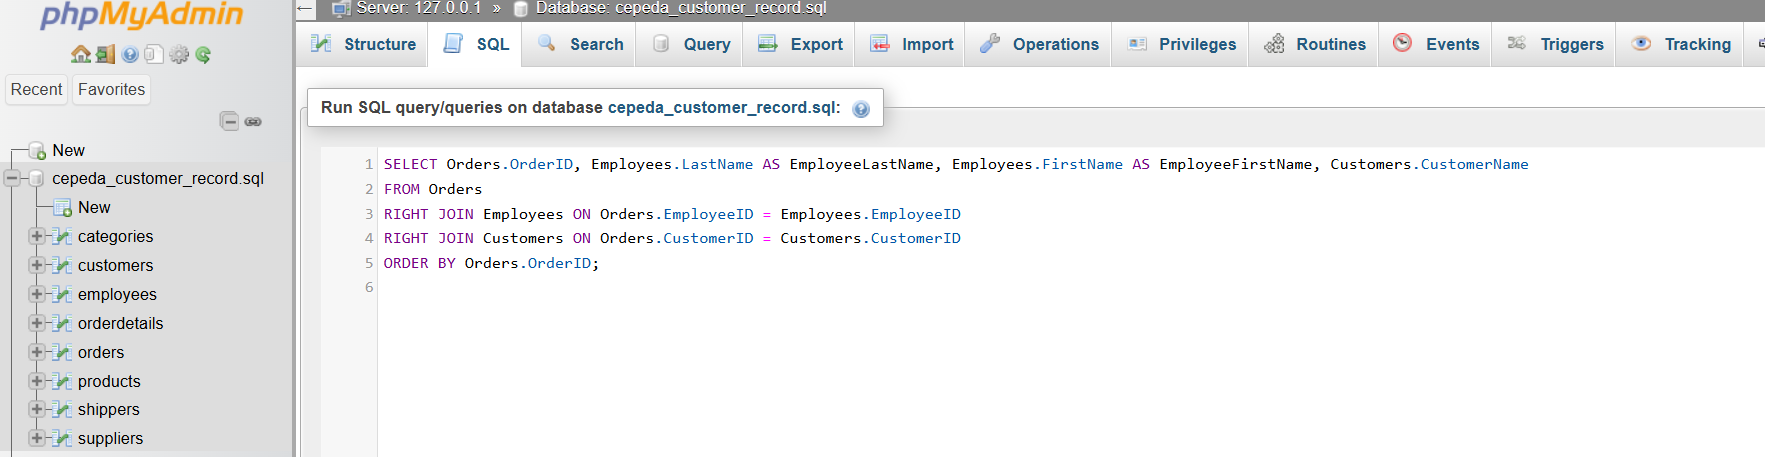 phpMyAdmin
Recent Favorites
New
cepeda_customer_record.sql
New
categories
customers
employees
orderdetails
orders
products
shippers
suppliers
Server: 127.0.0.1 » Database: cepeda_customer_record.sql
Structure SQL Search Query Export Import Operations Privileges Routines Events Triggers Tracking
Run SQL query/queries on database cepeda_customer_record.sql:
1 SELECT Orders.OrderID, Employees.LastName AS EmployeeLastName, Employees.FirstName AS EmployeeFirstName, Customers.CustomerName
2 FROM Orders
3 RIGHT JOIN Employees ON Orders.EmployeeID = Employees.EmployeeID
4 RIGHT JOIN Customers ON Orders.CustomerID = Customers.CustomerID
5 ORDER BY Orders.OrderID;
6